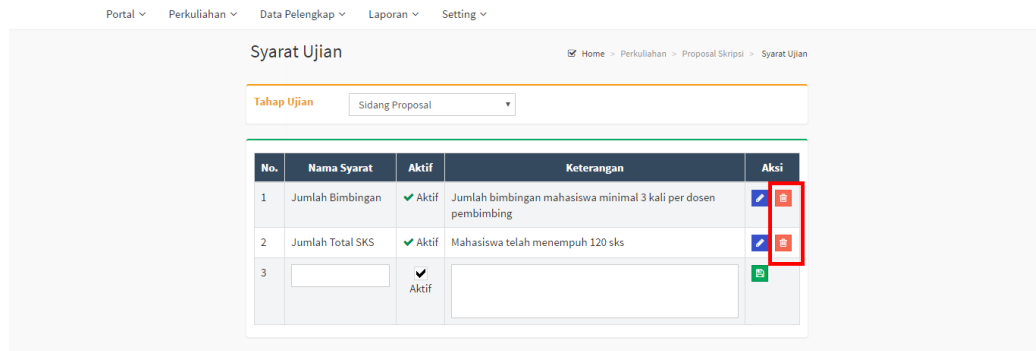 Portal Perkuliahan Data Pelengkap Laporan Setting
Syarat Ujian
Home > Perkuliahan > Proposal Skripsi > Syarat Ujian
Tahap Ujian Sidang Proposal
No. Nama Syarat Aktif Keterangan Aksi
1 Jumlah Bimbingan Aktif Jumlah bimbingan mahasiswa minimal 3 kali per dosen
pembimbing
2 Jumlah Total SKS Aktif Mahasiswa telah menempuh 120 sks
3
Aktif